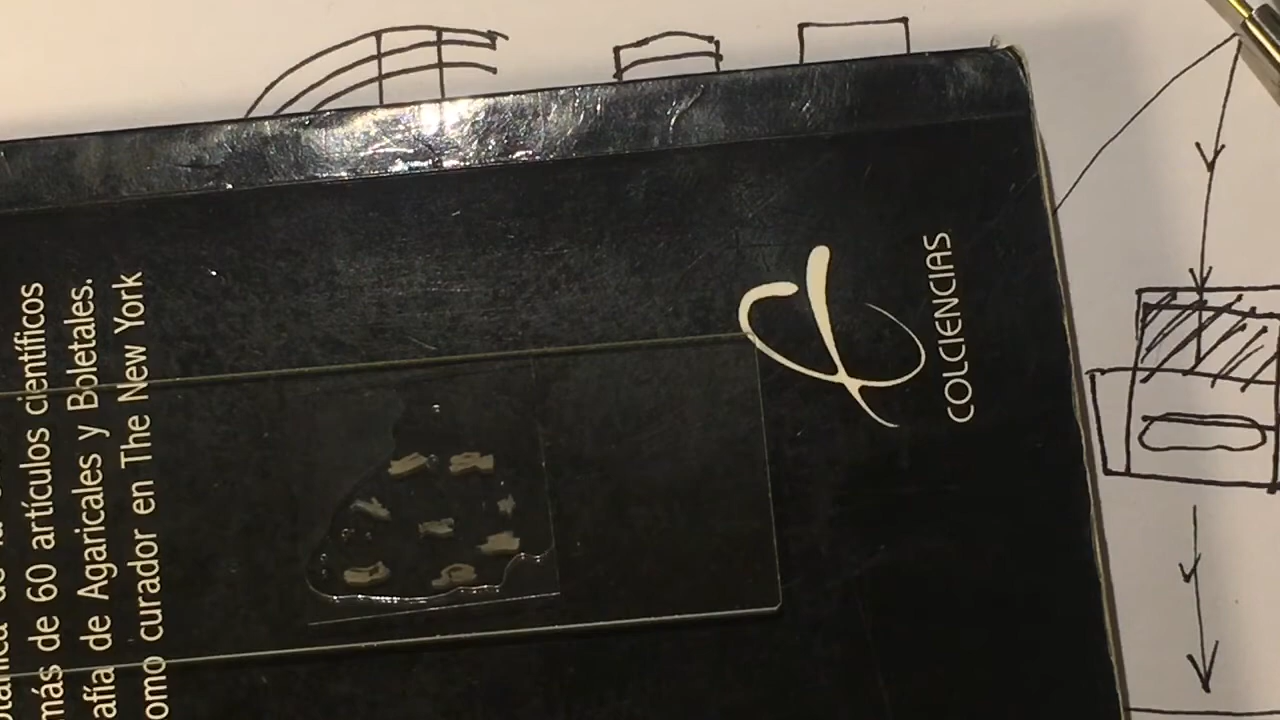 más de 60 artículos científicos
afía de Agaricales y Boletales.
omo curador en The New York
COLCIENCIAS